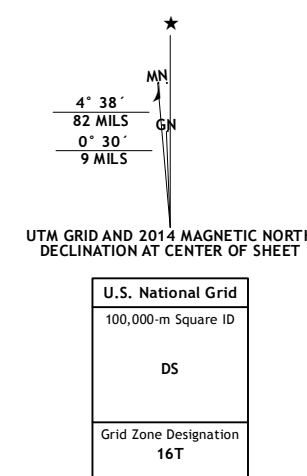 ★
MN
4° 38´
82 MILS
GN
0° 30´
9 MILS
UTM GRID AND 2014 MAGNETIC NORTH
DECLINATION AT CENTER OF SHEET
U.S. National Grid
100,000-m Square ID
DS
Grid Zone Designation
16T